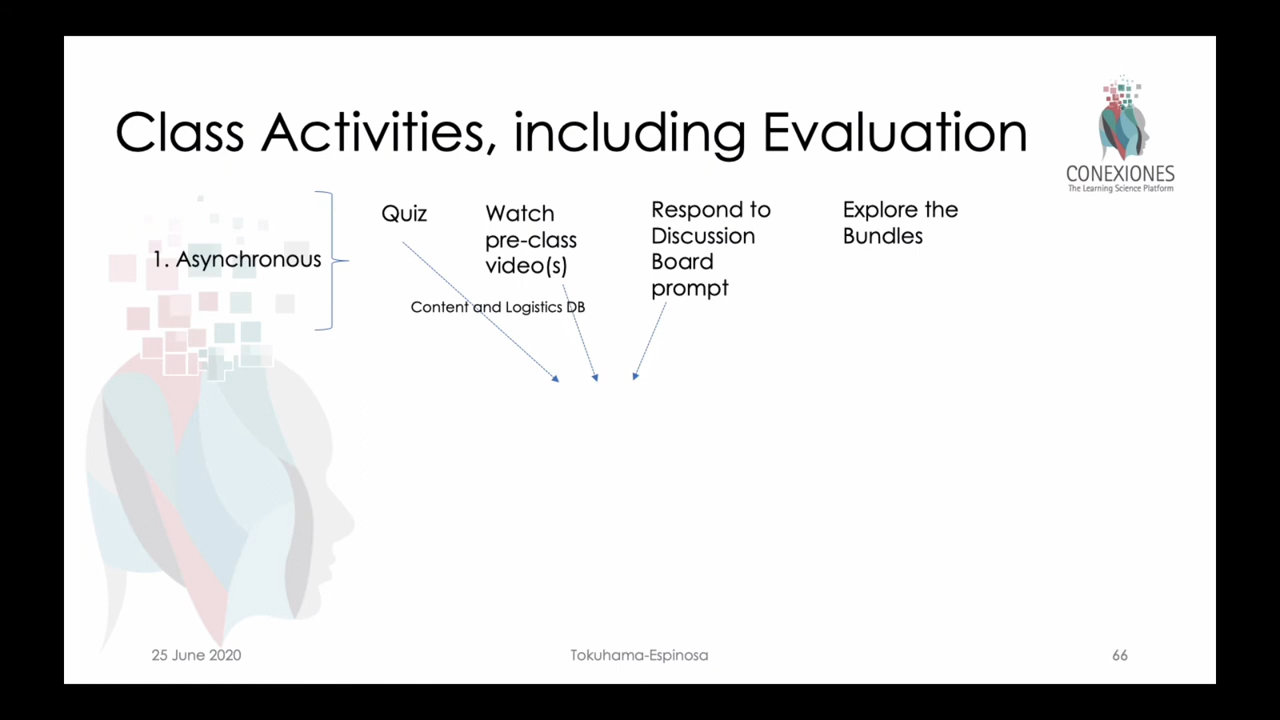 Class Activities, including Evaluation
CONEXIONES
The Learning Science Platform
1. Asynchronous
Quiz
Watch
pre-class
video(s)
Respond to
Discussion
Board
prompt
Explore the
Bundles
Content and Logistics DB
25 June 2020
Tokuhama-Espinosa
66